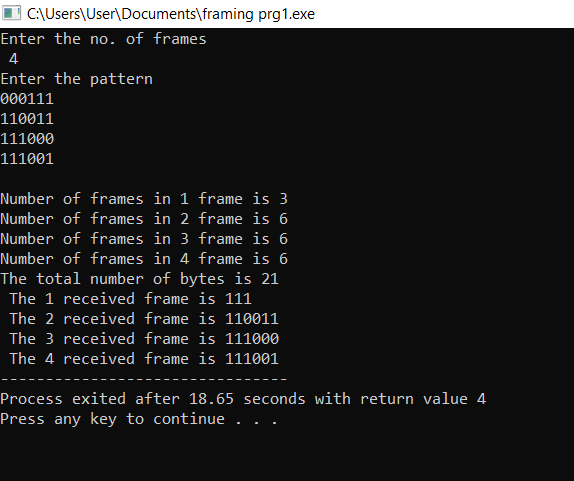 C:\Users\User\Documents\framing prg1.exe
Enter the no. of frames
 4
Enter the pattern
000111
110011
111000
111001

Number of frames in 1 frame is 3
Number of frames in 2 frame is 6
Number of frames in 3 frame is 6
Number of frames in 4 frame is 6
The total number of bytes is 21
 The 1 received frame is 111
 The 2 received frame is 110011
 The 3 received frame is 111000
 The 4 received frame is 111001
--------------------------------
Process exited after 18.65 seconds with return value 4
Press any key to continue . . .